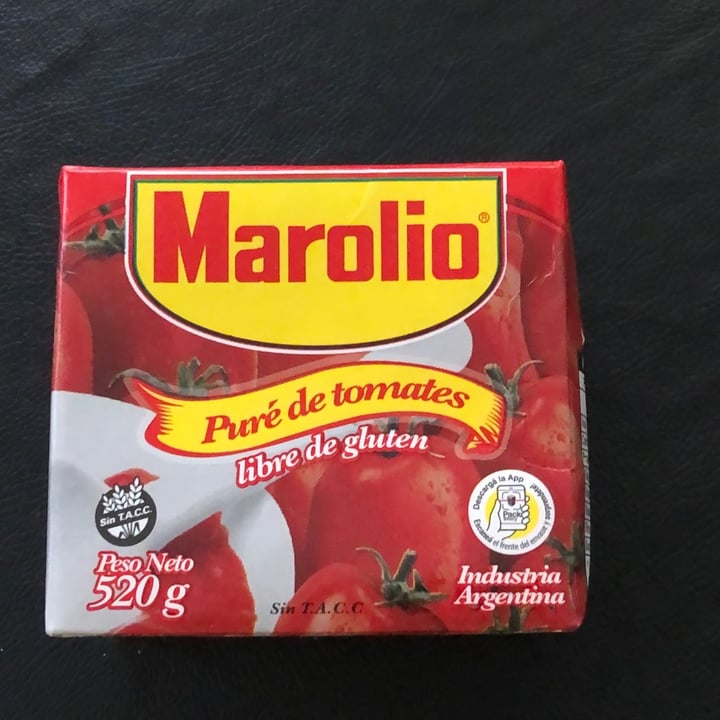 Marolio®
Puré de tomates
libre de gluten
Sin T.A.C.C.
Descargá la App
Pack
Escaneá el frente del envase y sorprendete!
Peso Neto
520 g
Sin T.A.C.C
Industria
Argentina